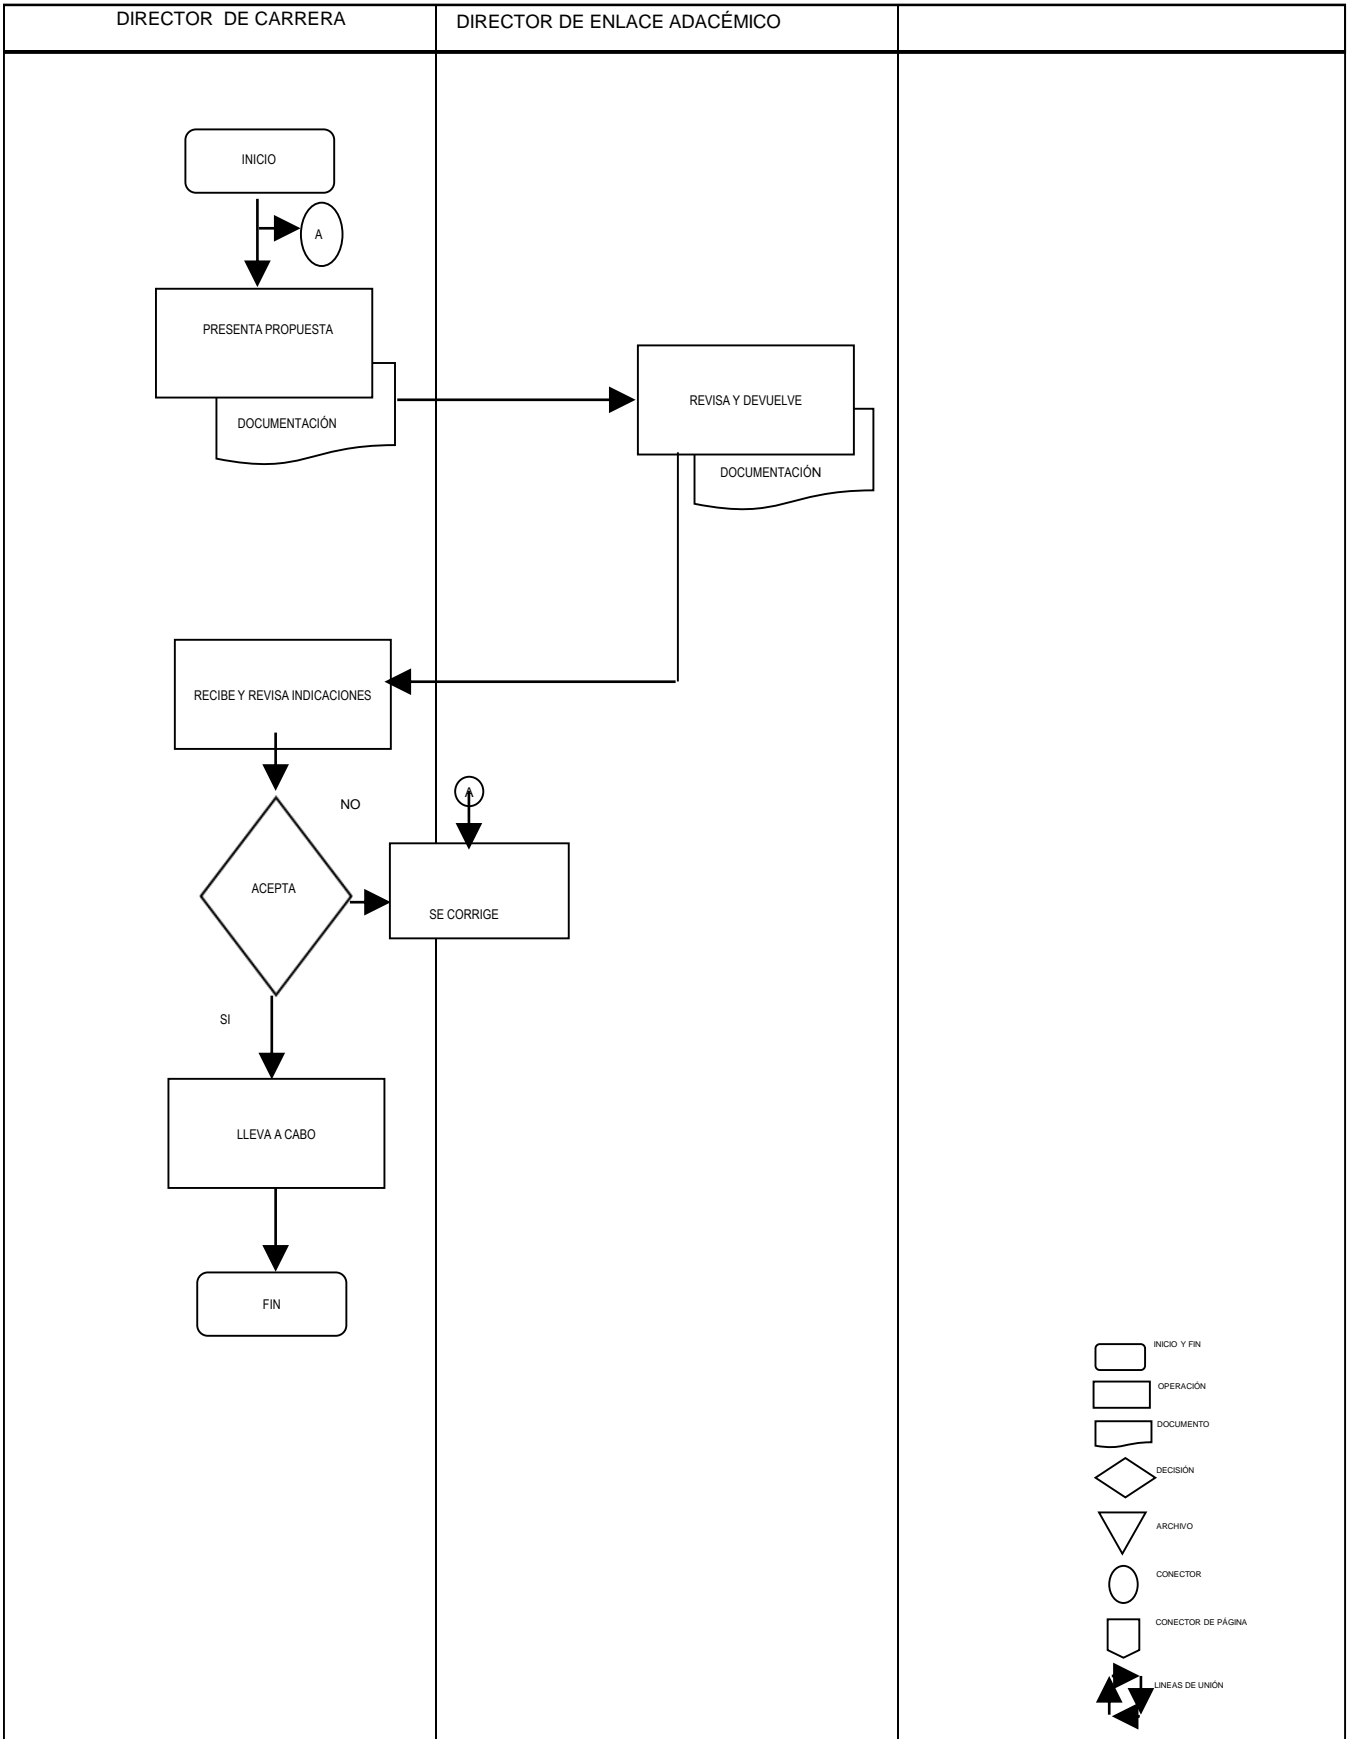 DIRECTOR DE CARRERA
DIRECTOR DE ENLACE ADACÉMICO
INICIO
A
PRESENTA PROPUESTA
DOCUMENTACIÓN
REVISA Y DEVUELVE
DOCUMENTACIÓN
RECIBE Y REVISA INDICACIONES
NO
A
ACEPTA
SE CORRIGE
SI
LLEVA A CABO
FIN
INICIO Y FIN
OPERACIÓN
DOCUMENTO
DECISIÓN
ARCHIVO
CONECTOR
CONECTOR DE PÁGINA
LINEAS DE UNIÓN